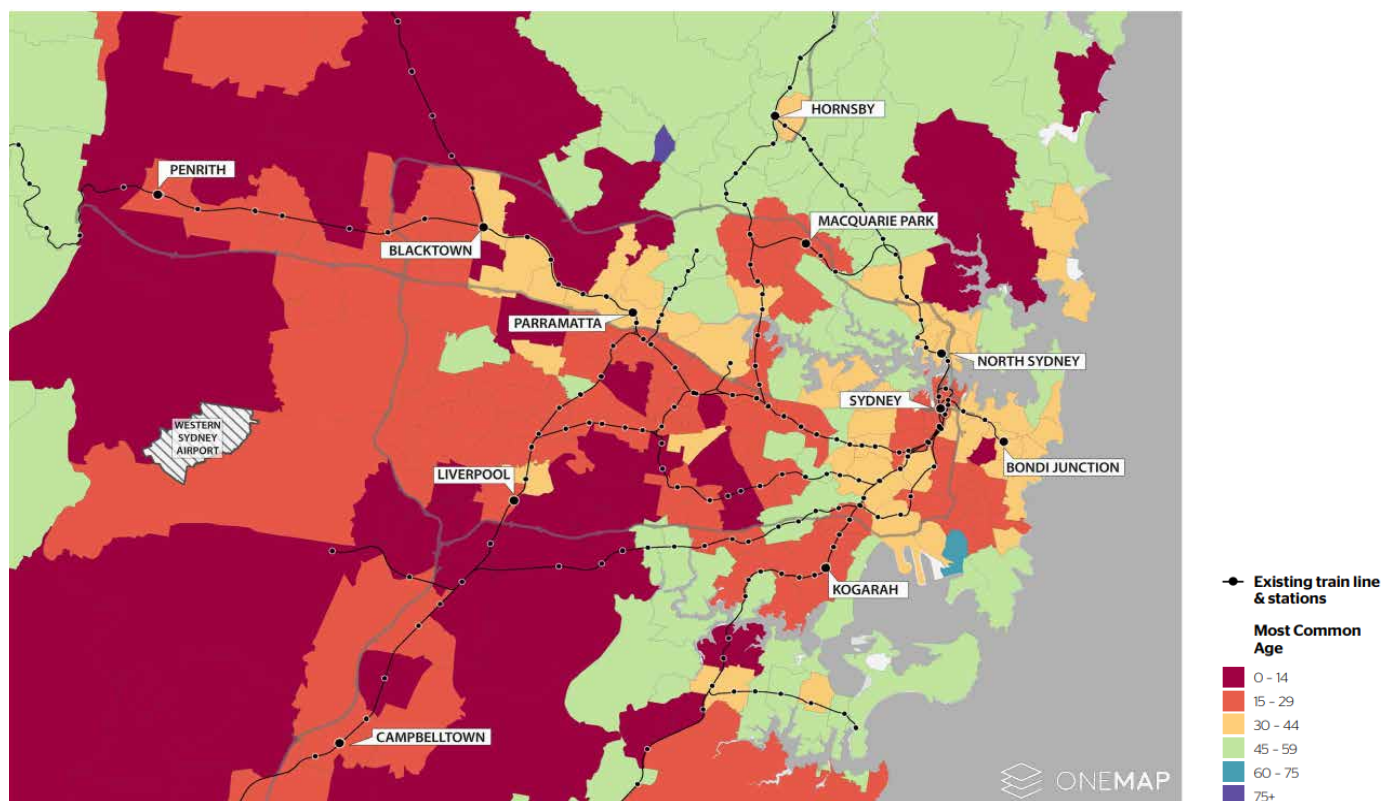 HORNSBY
PENRITH
MACQUARIE PARK
BLACKTOWN
PARRAMATTA
NORTH SYDNEY
SYDNEY
WESTERN
SYDNEY
AIRPORT
BONDI JUNCTION
LIVERPOOL
KOGARAH
CAMPBELLTOWN
ONEMAP
Existing train line
& stations
Most Common
Age
0 - 14
15 - 29
30 - 44
45 - 59
60 - 75
75+